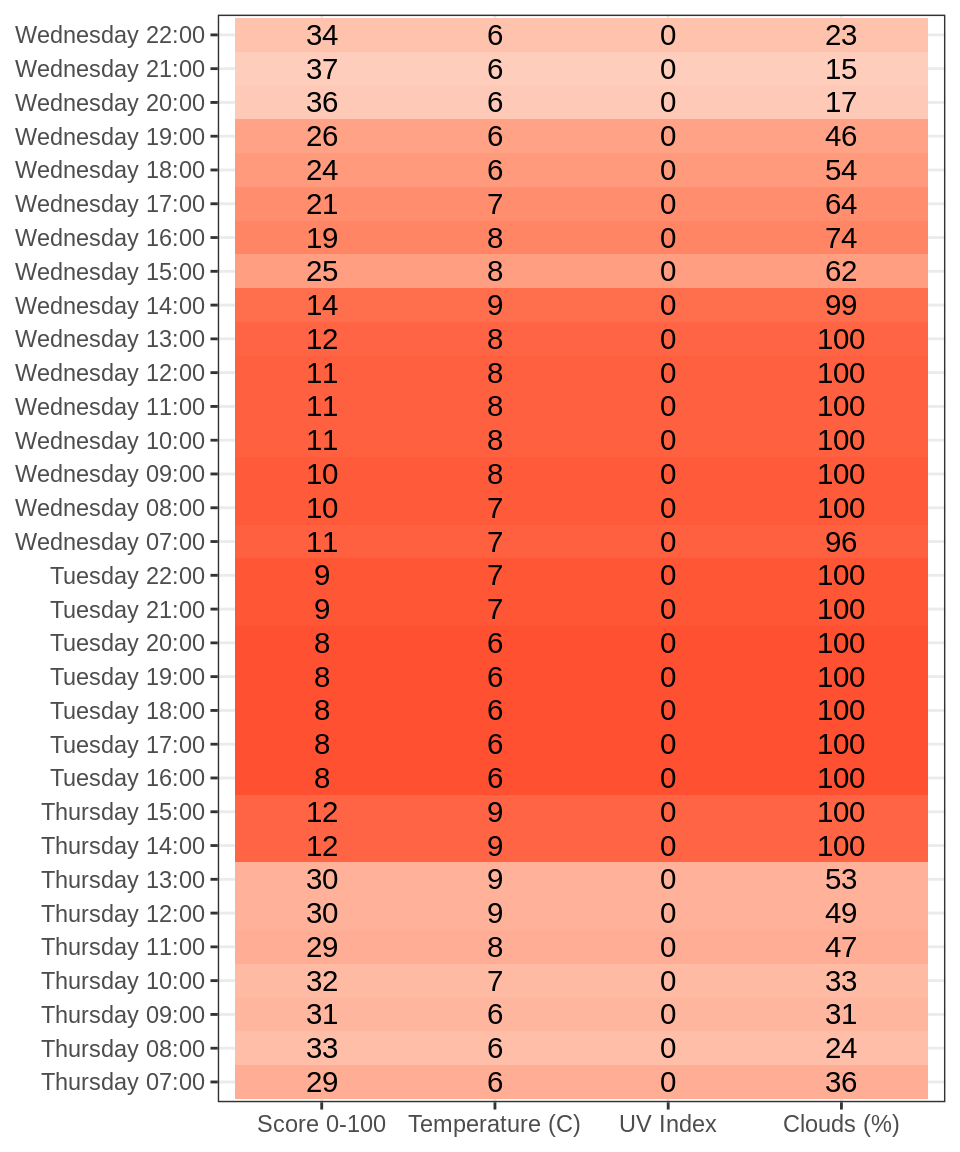 Wednesday 22:00 34 6 0 23
Wednesday 21:00 37 6 0 15
Wednesday 20:00 36 6 0 17
Wednesday 19:00 26 6 0 46
Wednesday 18:00 24 6 0 54
Wednesday 17:00 21 7 0 64
Wednesday 16:00 19 8 0 74
Wednesday 15:00 25 8 0 62
Wednesday 14:00 14 9 0 99
Wednesday 13:00 12 8 0 100
Wednesday 12:00 11 8 0 100
Wednesday 11:00 11 8 0 100
Wednesday 10:00 11 8 0 100
Wednesday 09:00 10 8 0 100
Wednesday 08:00 10 7 0 100
Wednesday 07:00 11 7 0 96
Tuesday 22:00 9 7 0 100
Tuesday 21:00 9 7 0 100
Tuesday 20:00 8 6 0 100
Tuesday 19:00 8 6 0 100
Tuesday 18:00 8 6 0 100
Tuesday 17:00 8 6 0 100
Tuesday 16:00 8 6 0 100
Thursday 15:00 12 9 0 100
Thursday 14:00 12 9 0 100
Thursday 13:00 30 9 0 53
Thursday 12:00 30 9 0 49
Thursday 11:00 29 8 0 47
Thursday 10:00 32 7 0 33
Thursday 09:00 31 6 0 31
Thursday 08:00 33 6 0 24
Thursday 07:00 29 6 0 36
Score 0-100 Temperature (C) UV Index Clouds (%)